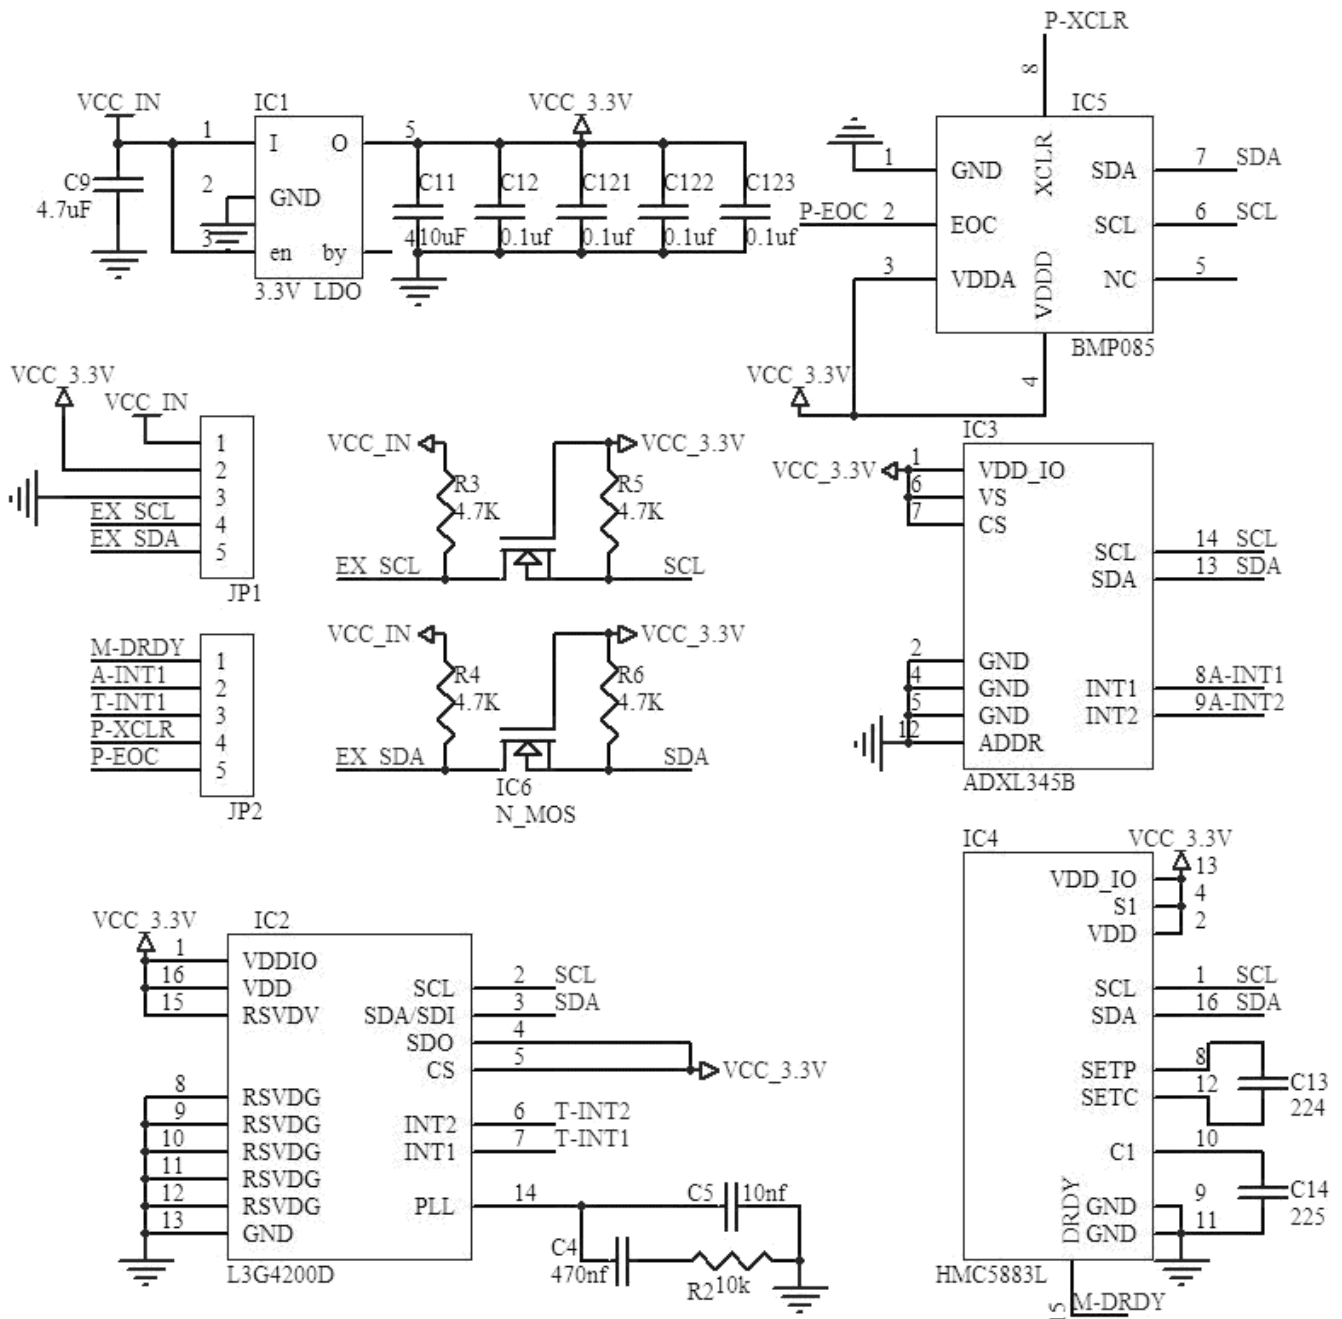 P-XCLR
8
VCC_IN
IC1
VCC_3.3V
IC5
1
I
O
5
C9
4.7uF
2
GND
3
en
by
4
3.3V LDO
C11
10uF
C12
0.1uf
C121
0.1uf
C122
0.1uf
C123
0.1uf
1
GND
XCLR
SDA
7
SDA
P-EOC
2
EOC
SCL
6
SCL
3
VDDA
VDDD
NC
5
BMP085
4
VCC_3.3V
VCC_3.3V
VCC_IN
1
2
3
EX_SCL
4
EX_SDA
5
JP1
VCC_IN
VCC_3.3V
R3
4.7K
R5
4.7K
EX_SCL
SCL
IC3
VCC_3.3V
1
VDD_IO
6
VS
7
CS
SCL
14
SCL
SDA
13
SDA
2
GND
4
GND
INT1
8
A-INT1
5
GND
INT2
9
A-INT2
12
ADDR
ADXL345B
M-DRDY
1
A-INT1
2
T-INT1
3
P-XCLR
4
P-EOC
5
JP2
VCC_IN
VCC_3.3V
R4
4.7K
R6
4.7K
EX_SDA
SDA
IC6
N_MOS
IC4
VCC_3.3V
VDD_IO
13
S1
4
VDD
2
SCL
1
SCL
SDA
16
SDA
SETP
8
SETC
12
C13
224
C1
10
C14
225
GND
9
GND
11
DRDY
HMC5883L
15
M-DRDY
VCC_3.3V
IC2
1
VDDIO
16
VDD
SCL
2
SCL
15
RSVDV
SDA/SDI
3
SDA
SDO
4
CS
5
VCC_3.3V
8
RSVDG
9
RSVDG
INT2
6
T-INT2
10
RSVDG
INT1
7
T-INT1
11
RSVDG
12
RSVDG
PLL
14
13
GND
L3G4200D
C5
10nf
C4
470nf
R2
10k